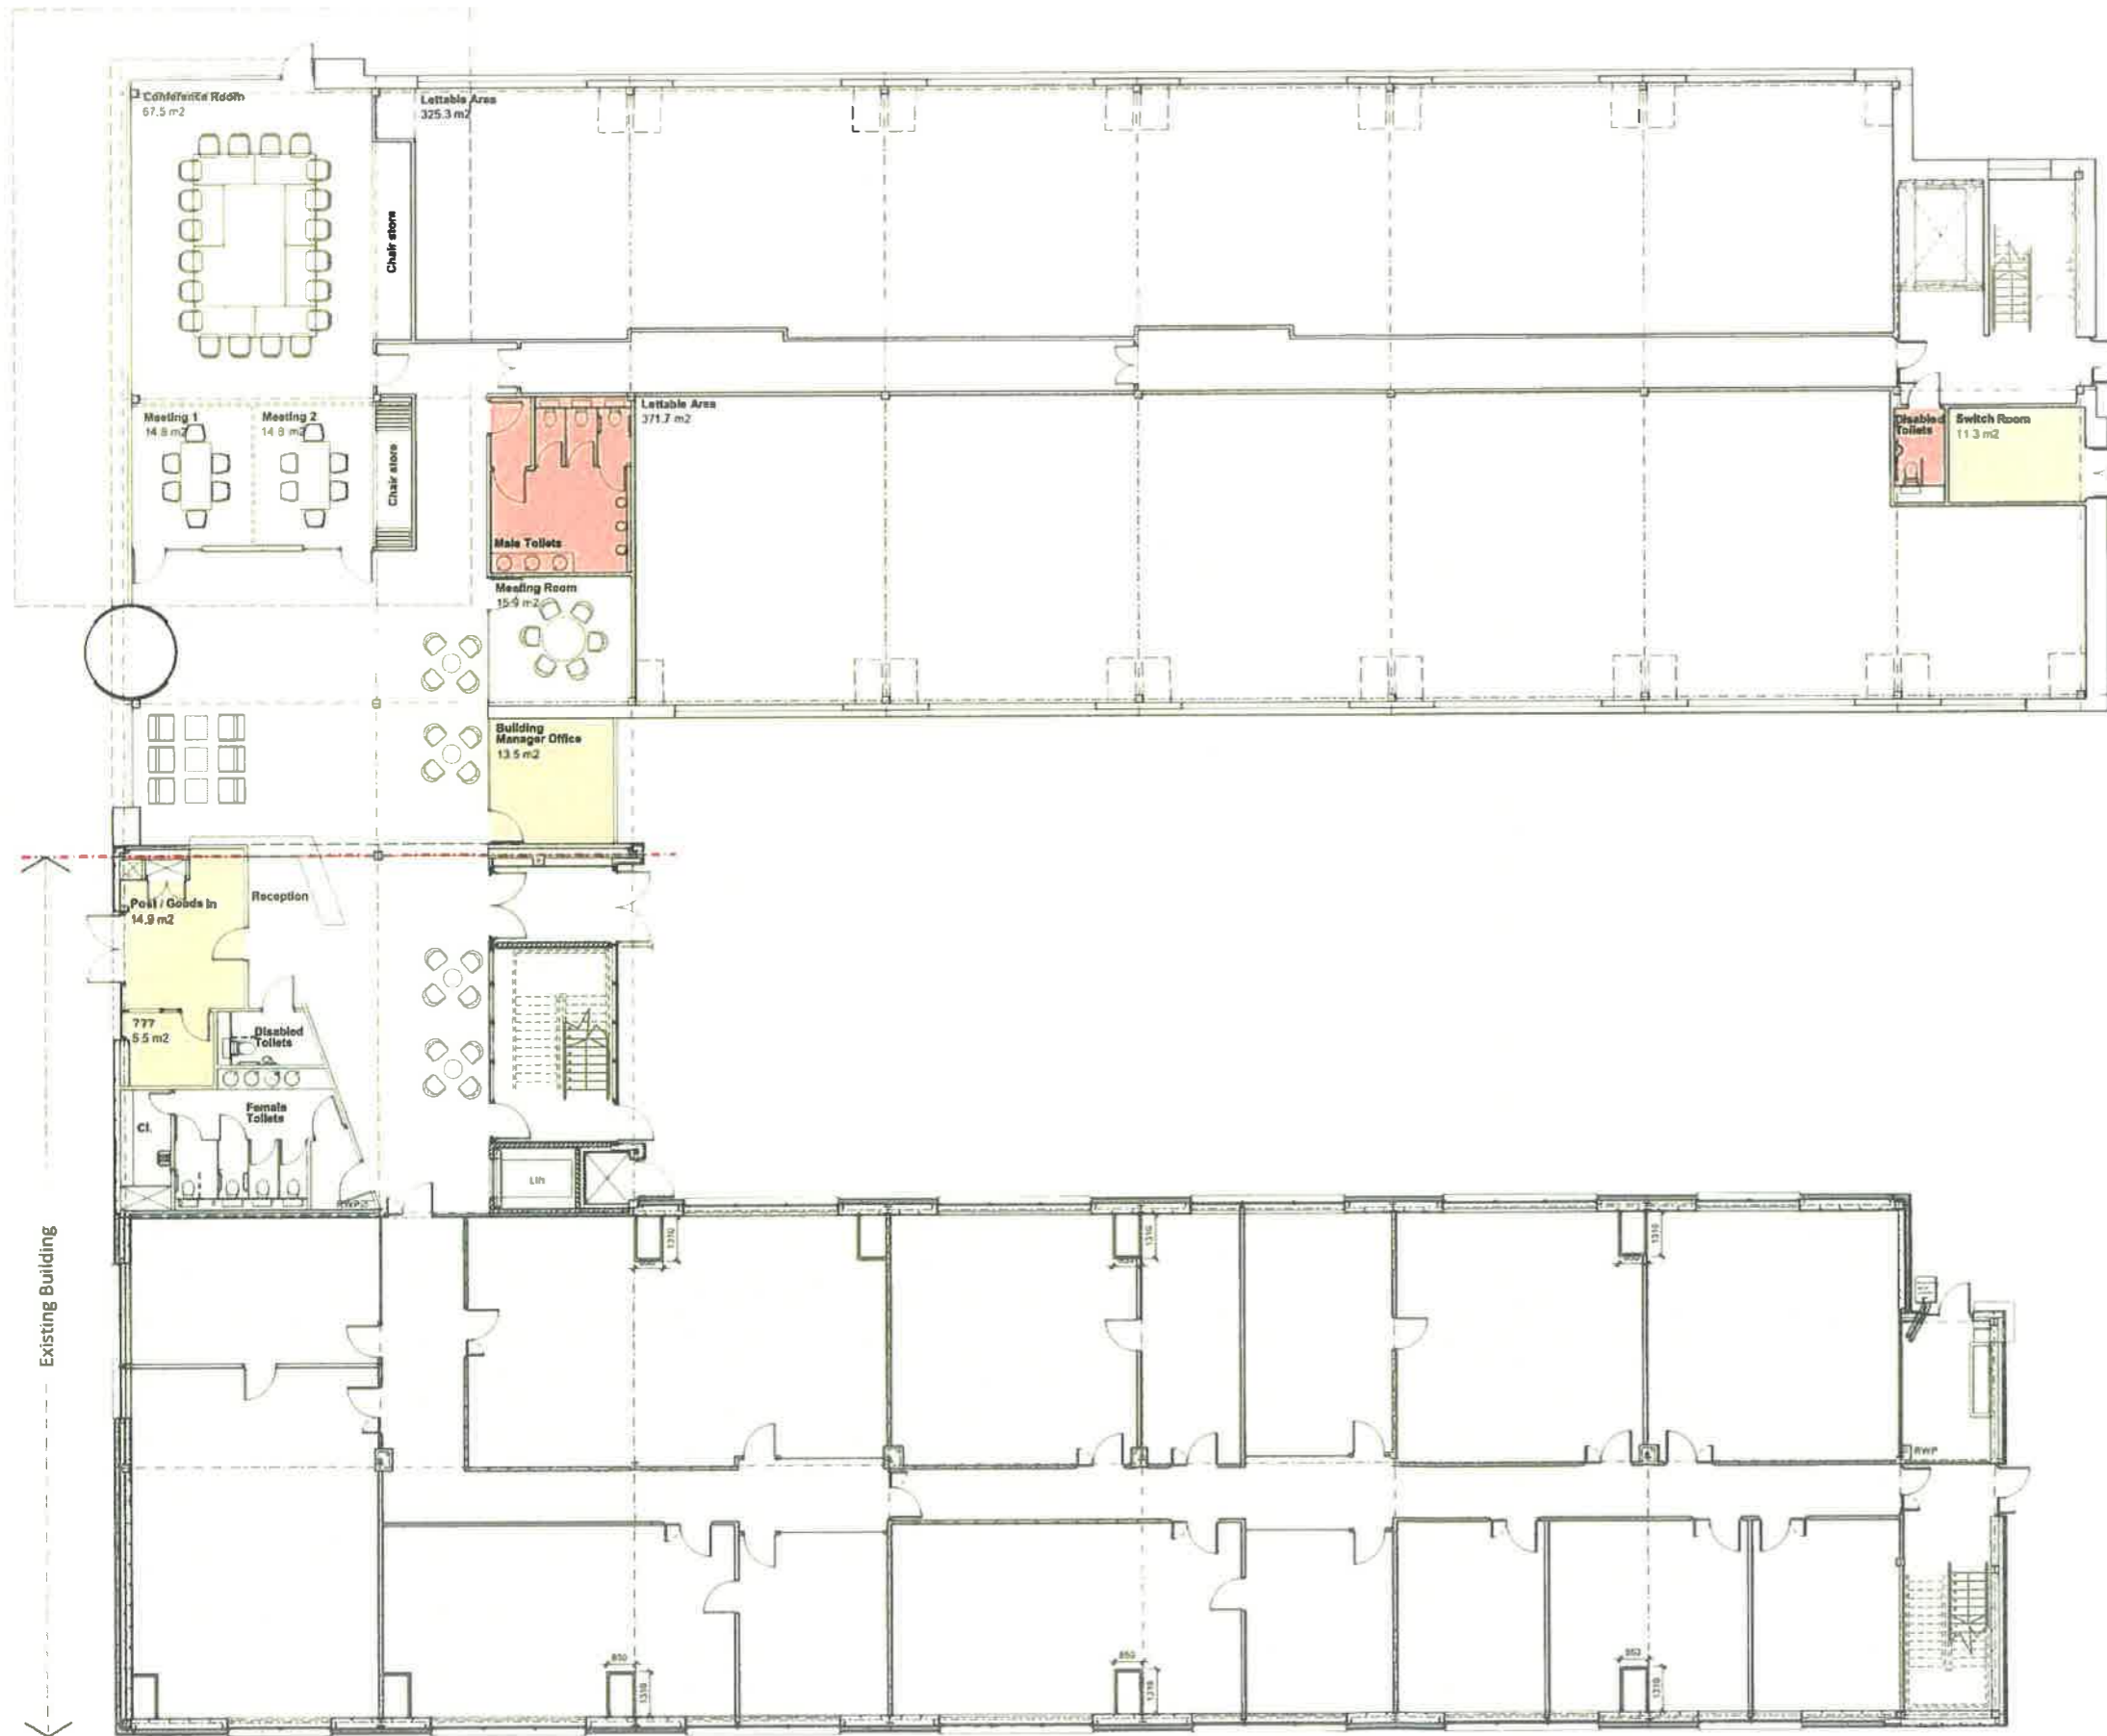 Conference Room
67.5 m2
Lettable Area
325.3 m2
Chair store
Meeting 1
14.8 m2
Meeting 2
14.8 m2
Chair store
Lettable Area
371.7 m2
Male Toilets
Disabled
Toilets
Switch Room
11.3 m2
Meeting Room
15.9 m2
Building
Manager Office
13.5 m2
Post / Goods In
14.9 m2
Reception
???
5.5 m2
Disabled
Toilets
Female
Toilets
Cl.
Lift
Existing Building
1310
1310
1310
RWP
850
1310
850
1310
850
1310